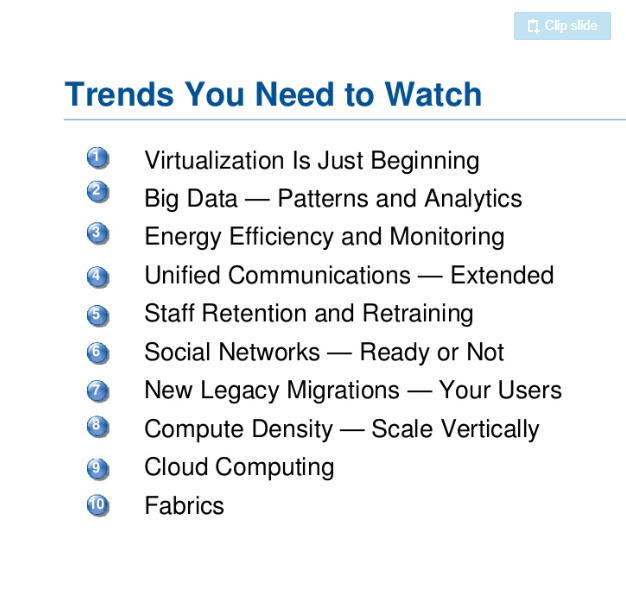 Clip slide
Trends You Need to Watch
1 Virtualization Is Just Beginning
2 Big Data — Patterns and Analytics
3 Energy Efficiency and Monitoring
4 Unified Communications — Extended
5 Staff Retention and Retraining
6 Social Networks — Ready or Not
7 New Legacy Migrations — Your Users
8 Compute Density — Scale Vertically
9 Cloud Computing
10 Fabrics